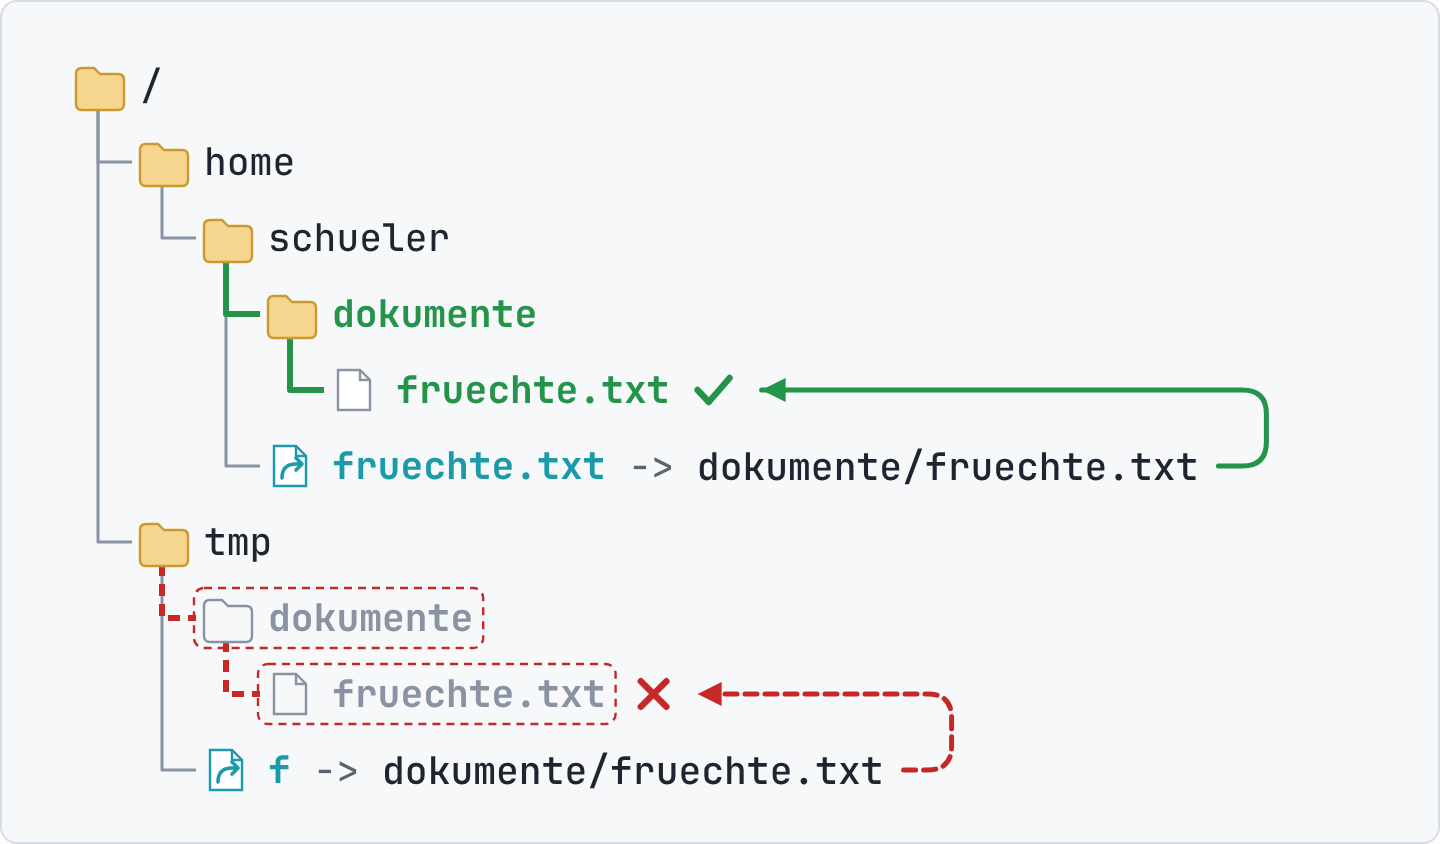 /
home
schueler
dokumente
fruechte.txt
fruechte.txt -> dokumente/fruechte.txt
tmp
dokumente
fruechte.txt
f -> dokumente/fruechte.txt